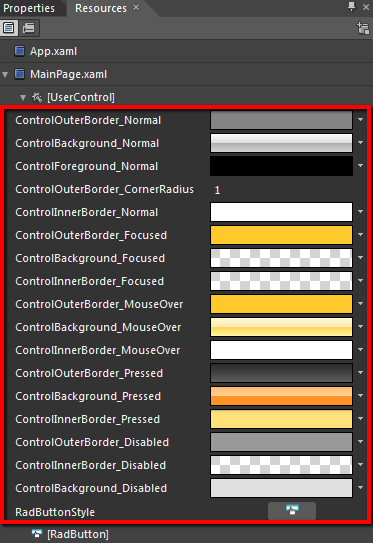 Properties Resources ×
App.xaml
MainPage.xaml
[UserControl]
ControlOuterBorder_Normal
ControlBackground_Normal
ControlForeground_Normal
ControlOuterBorder_CornerRadius 1
ControlInnerBorder_Normal
ControlOuterBorder_Focused
ControlBackground_Focused
ControlInnerBorder_Focused
ControlOuterBorder_MouseOver
ControlBackground_MouseOver
ControlInnerBorder_MouseOver
ControlOuterBorder_Pressed
ControlBackground_Pressed
ControlInnerBorder_Pressed
ControlOuterBorder_Disabled
ControlInnerBorder_Disabled
ControlBackground_Disabled
RadButtonStyle
[RadButton]